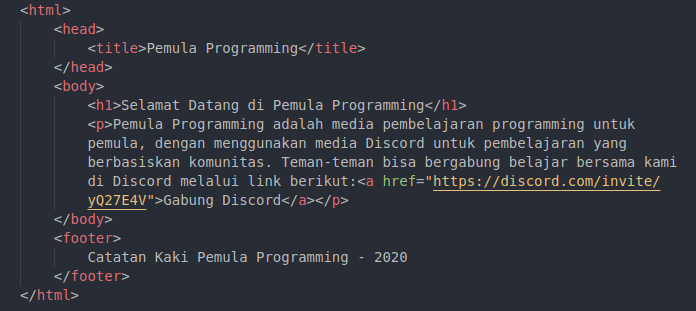 <html>
<head>
<title>Pemula Programming</title>
</head>
<body>
<h1>Selamat Datang di Pemula Programming</h1>
<p>Pemula Programming adalah media pembelajaran programming untuk
pemula, dengan menggunakan media Discord untuk pembelajaran yang
berbasiskan komunitas. Teman-teman bisa bergabung belajar bersama kami
di Discord melalui link berikut:<a href="https://discord.com/invite/
yQ27E4V">Gabung Discord</a></p>
</body>
<footer>
Catatan Kaki Pemula Programming - 2020
</footer>
</html>